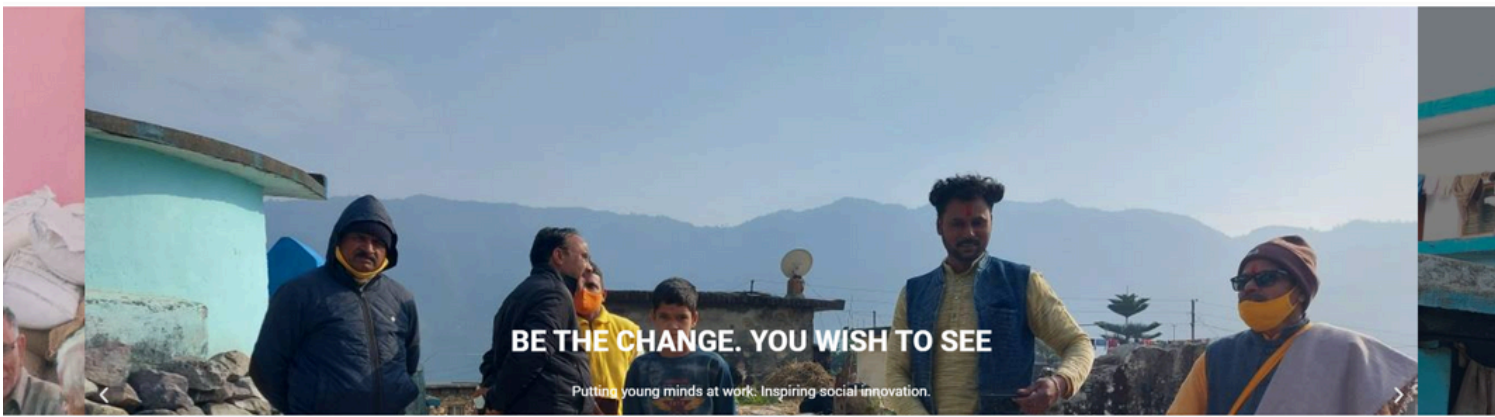 BE THE CHANGE. YOU WISH TO SEE
Putting young minds at work. Inspiring social innovation.